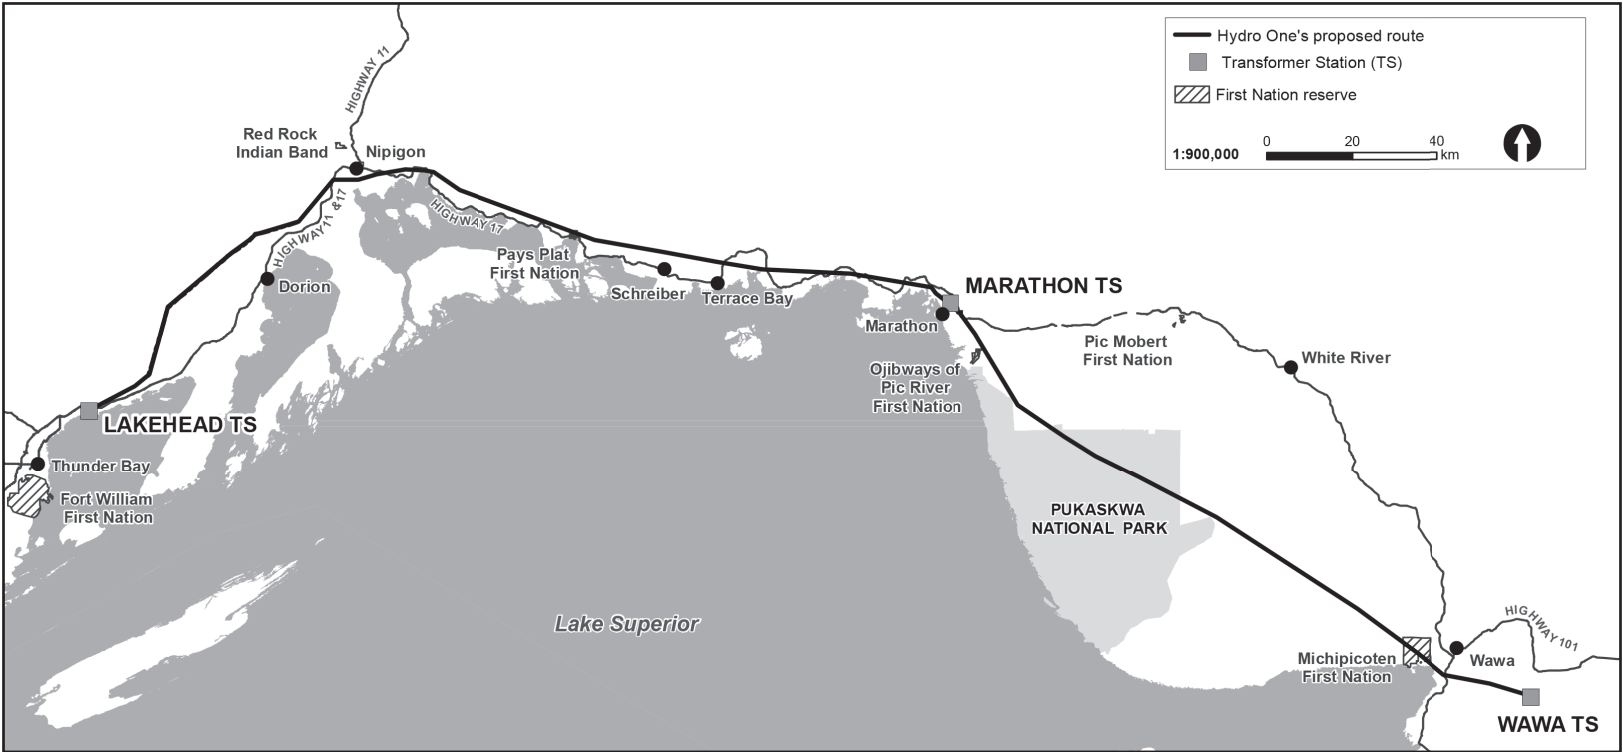 HIGHWAY 11
Hydro One's proposed route
Transformer Station (TS)
First Nation reserve
1:900,000
0 20 40
km
Red Rock
Indian Band
Nipigon
HIGHWAY 11 &17
HIGHWAY 17
Pays Plat
First Nation
Dorion
Schreiber
Terrace Bay
MARATHON TS
Marathon
Pic Mobert
First Nation
White River
Ojibways of
Pic River
First Nation
LAKEHEAD TS
Thunder Bay
Fort William
First Nation
PUKASKWA
NATIONAL PARK
Lake Superior
HIGHWAY 101
Michipicoten
First Nation
Wawa
WAWA TS